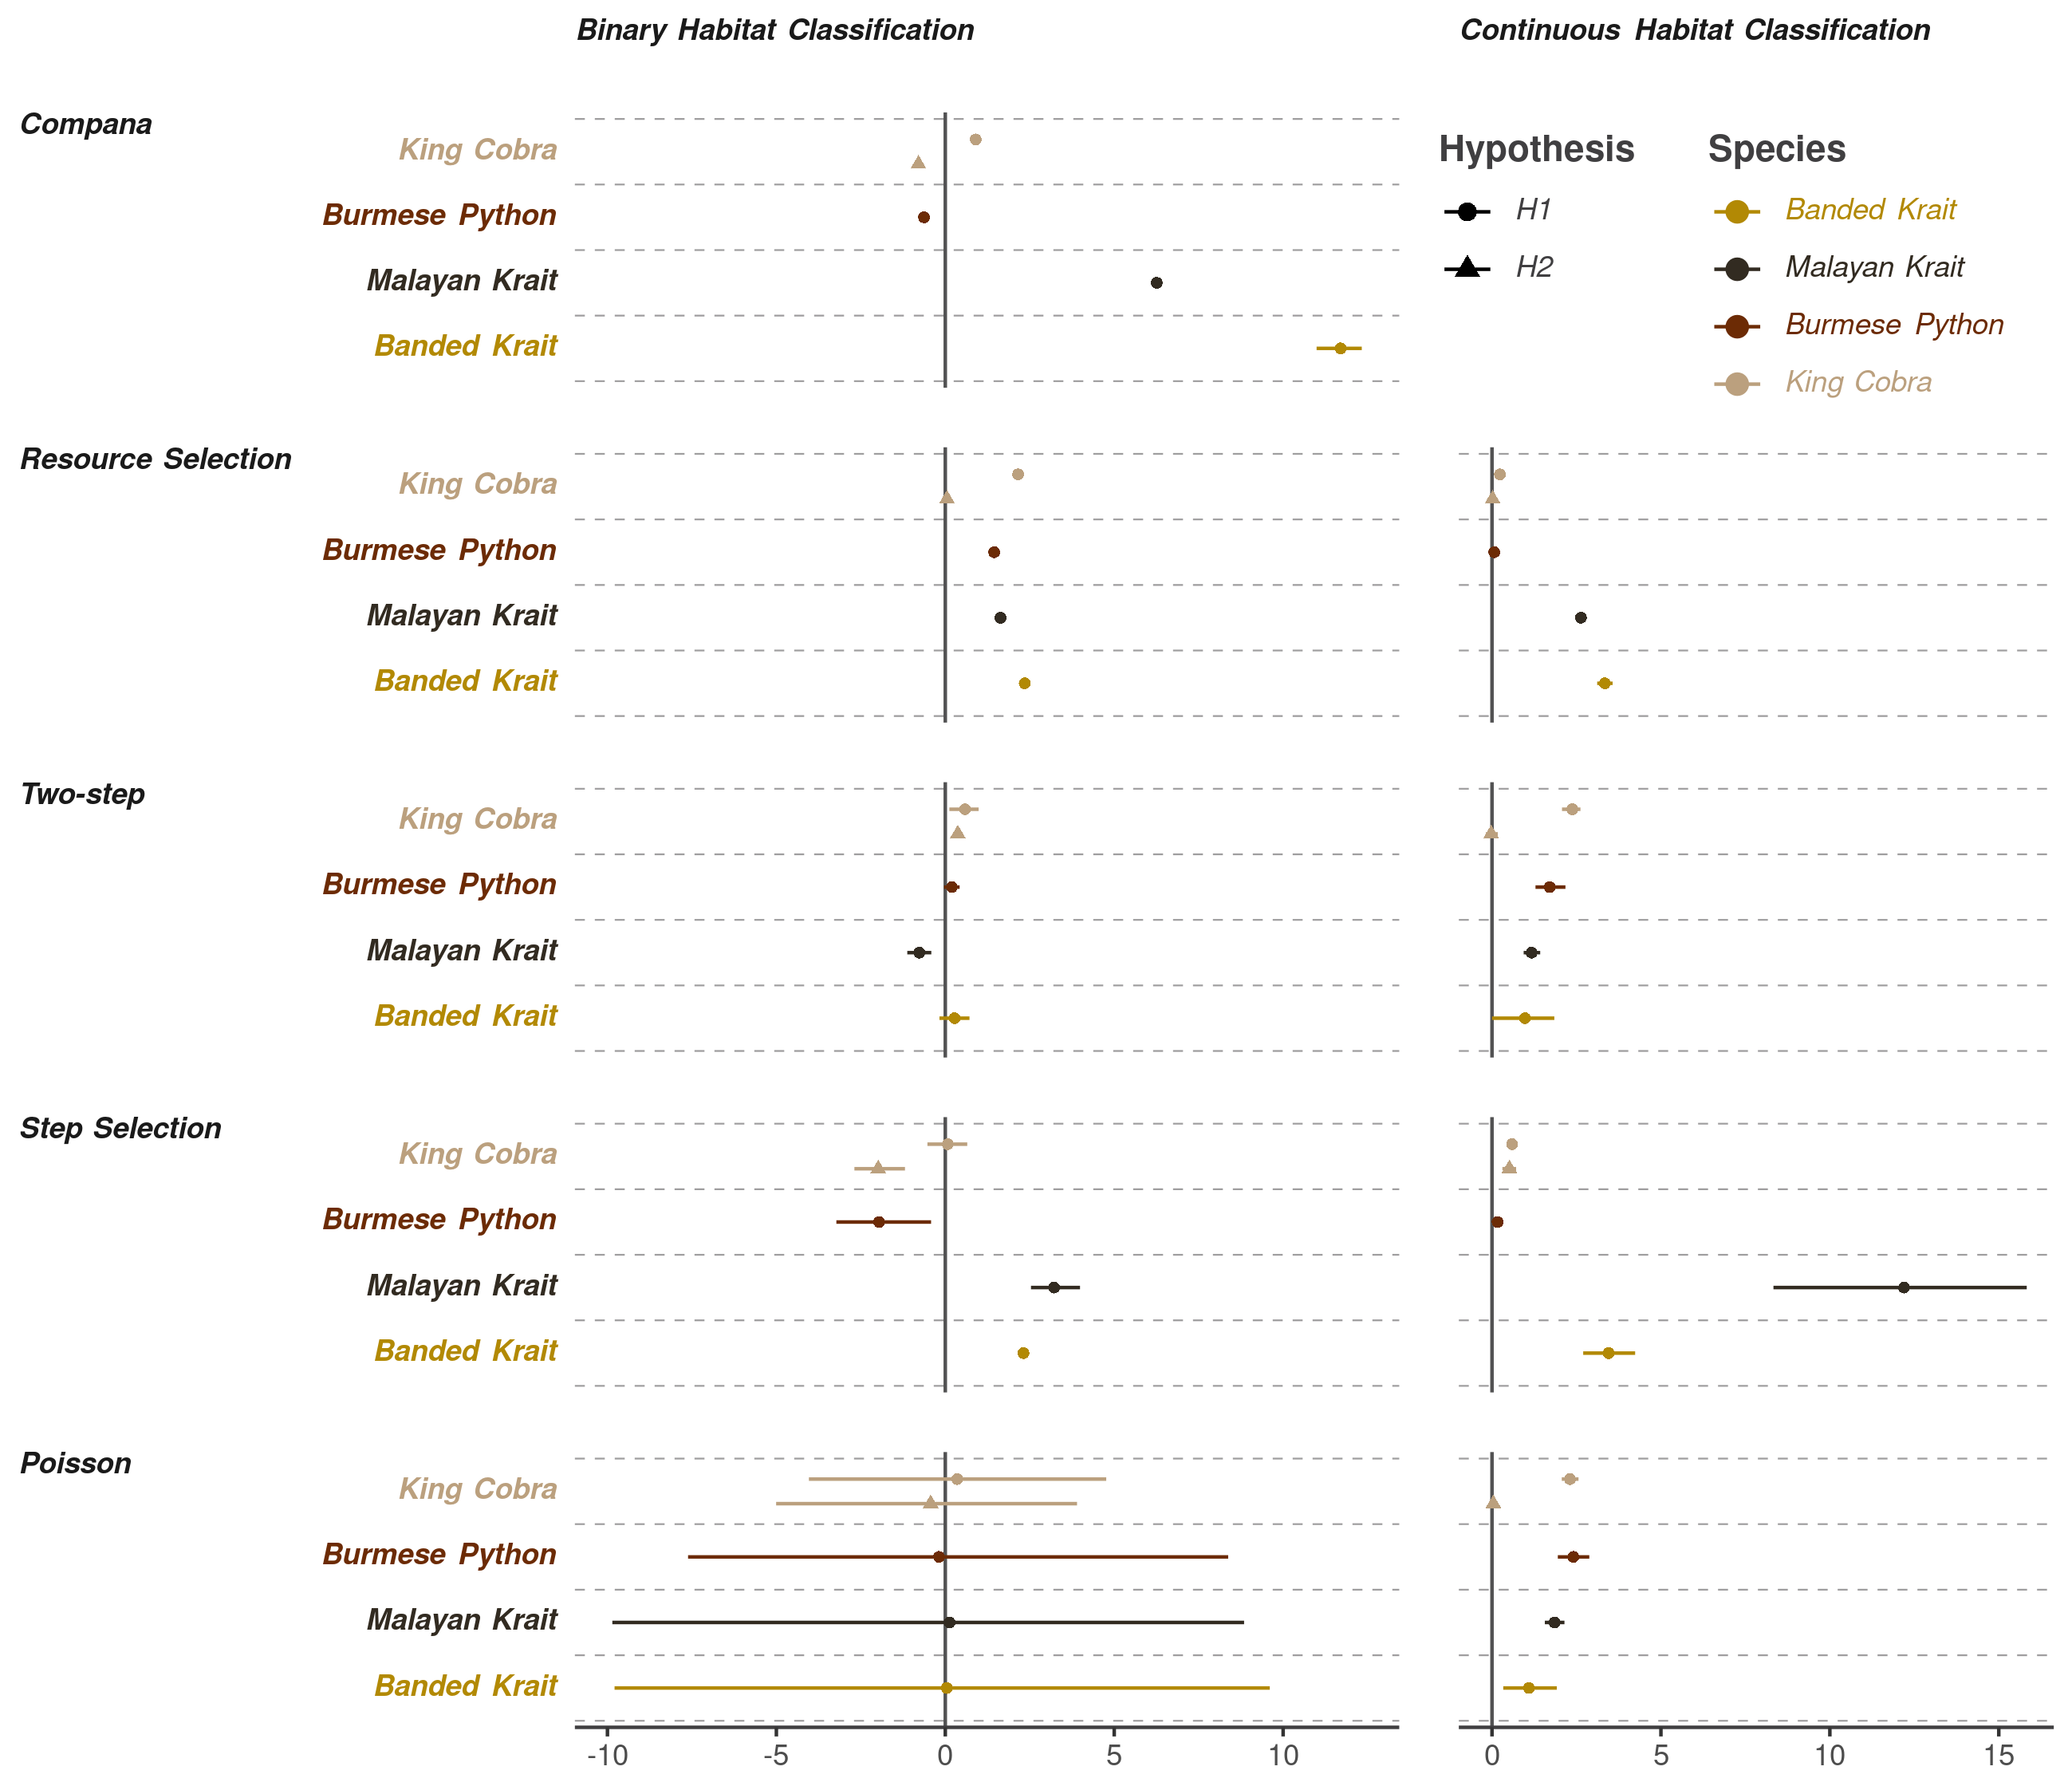 Binary Habitat Classification
Continuous Habitat Classification
Compana
King Cobra
Burmese Python
Malayan Krait
Banded Krait
Hypothesis
H1
H2
Species
Banded Krait
Malayan Krait
Burmese Python
King Cobra
Resource Selection
King Cobra
Burmese Python
Malayan Krait
Banded Krait
Two-step
King Cobra
Burmese Python
Malayan Krait
Banded Krait
Step Selection
King Cobra
Burmese Python
Malayan Krait
Banded Krait
Poisson
King Cobra
Burmese Python
Malayan Krait
Banded Krait
-10 -5 0 5 10
0 5 10 15